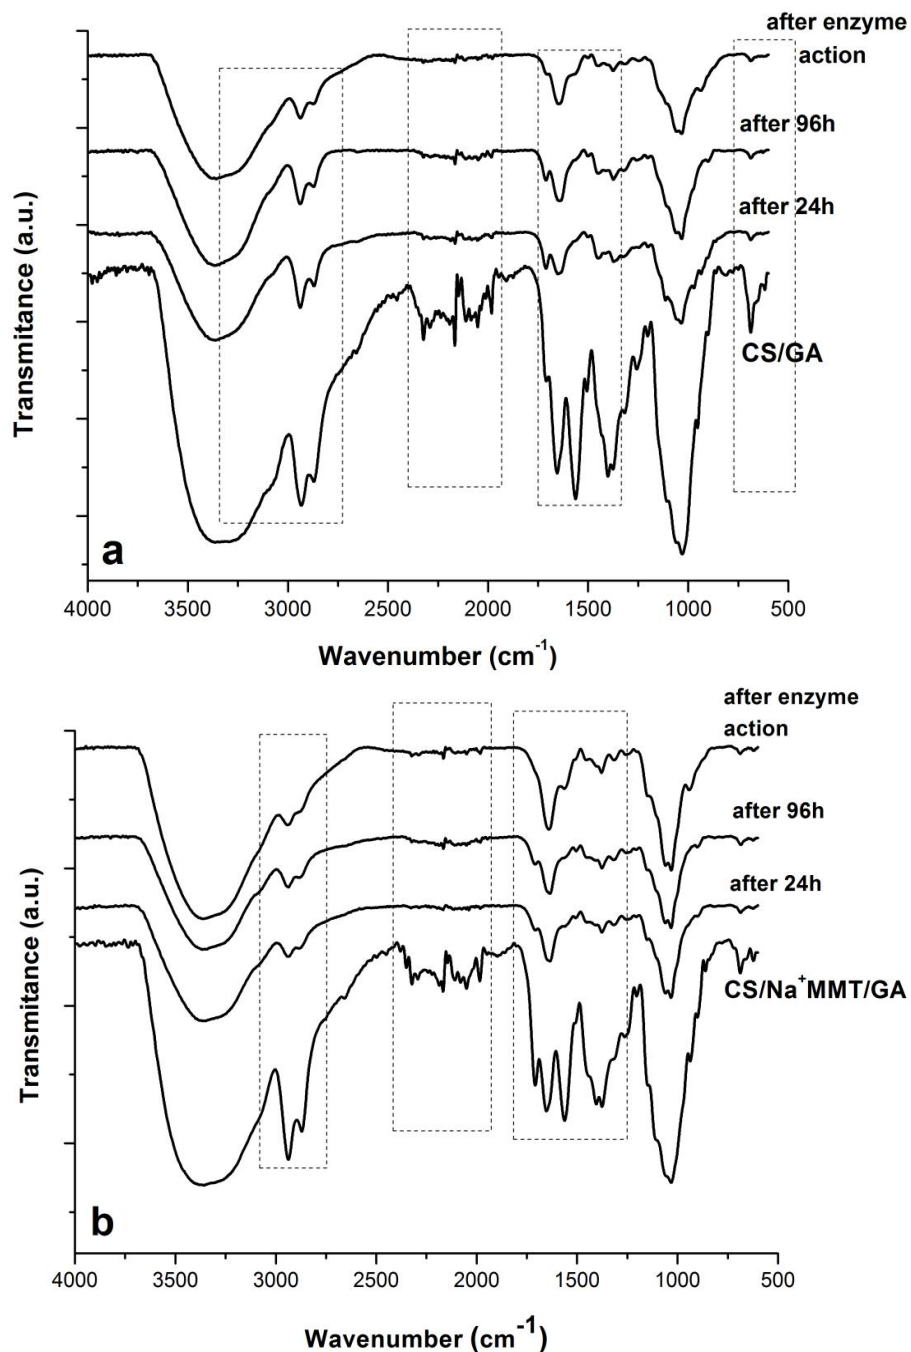 after enzyme
action
after 96h
after 24h
CS/GA
Transmitance (a.u.)
a
4000 3500 3000 2500 2000 1500 1000 500
Wavenumber (cm-1)
after enzyme
action
after 96h
after 24h
CS/Na+MMT/GA
Transmitance (a.u.)
b
4000 3500 3000 2500 2000 1500 1000 500
Wavenumber (cm-1)